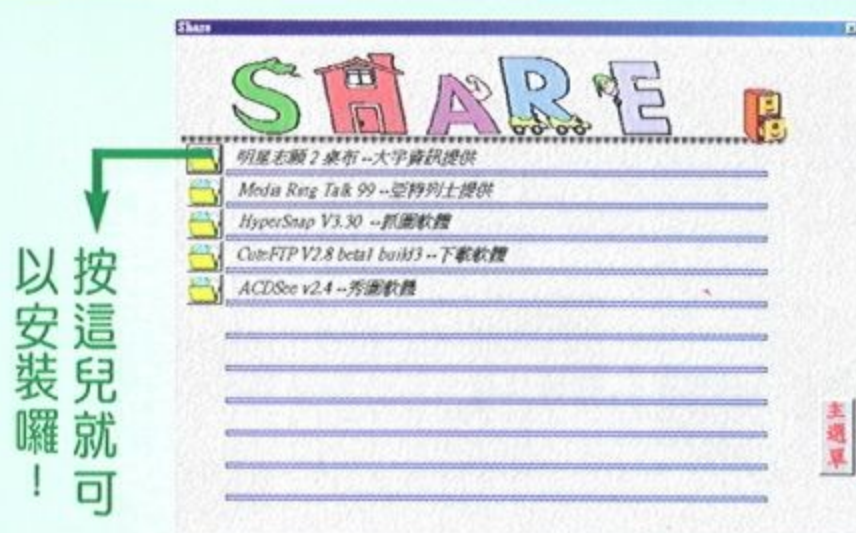 Share
SHARE
明星志願 2 桌布 --大宇資訊提供
Media Ring Talk 99 --亞特列士提供
HyperSnap V3.30 --抓圖軟體
CuteFTP V2.8 beta1 build3 --下載軟體
ACDSee v2.4 --秀圖軟體
主選單
按這兒就可
以安裝囉！